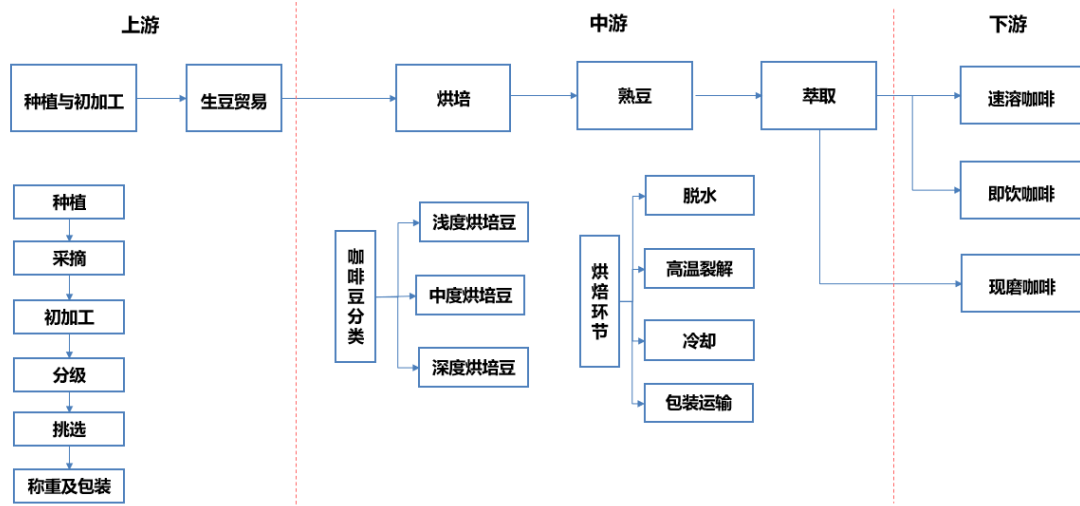 上游
中游
下游
种植与初加工
生豆贸易
烘培
熟豆
萃取
速溶咖啡
即饮咖啡
现磨咖啡
种植
采摘
初加工
分级
挑选
称重及包装
咖啡豆分类
浅度烘培豆
中度烘培豆
深度烘培豆
烘焙环节
脱水
高温裂解
冷却
包装运输